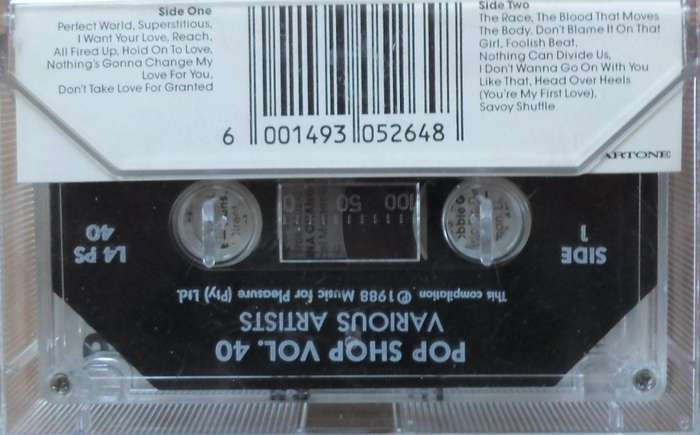 Side One
Perfect World, Superstitious,
I Want Your Love, Reach,
All Fired Up, Hold On To Love,
Nothing's Gonna Change My
Love For You,
Don't Take Love For Granted
6 001493 052648
Side Two
The Race, The Blood That Moves
The Body, Don't Blame It On That
Girl, Foolish Beat,
Nothing Can Divide Us,
I Don't Wanna Go On With You
Like That, Head Over Heels
(You're My First Love),
Savoy Shuffle
ARTONE
POP SHOP VOL. 40
VARIOUS ARTISTS
This compilation ℗ 1988 Music for Pleasure (Pty) Ltd.
SIDE
1
L4 PS
40
0 50 100